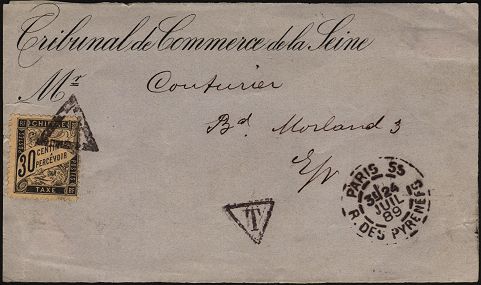 Tribunal de Commerce de la Seine
Mr
Couturier
Bd. Morland 3
E/V
CHIFFRE
30 CENTIMES
À PERCEVOIR
TAXE
T
PARIS 55
24
JUIL
89
R. DES PYRENEES